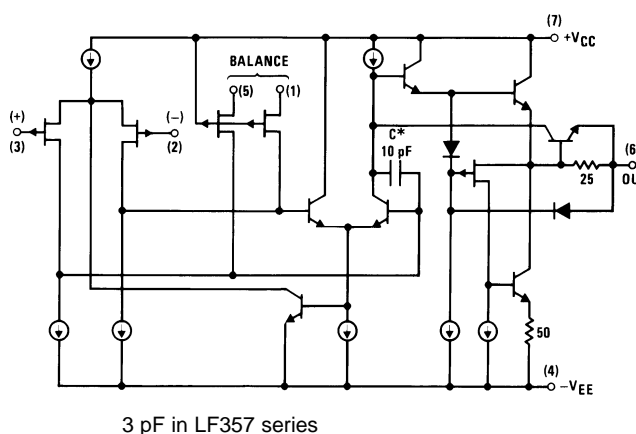 (7)
+VCC
BALANCE
(5)
(1)
(+)
(3)
(−)
(2)
C*
10 pF
(6)
25
OU
50
(4)
−VEE
3 pF in LF357 series